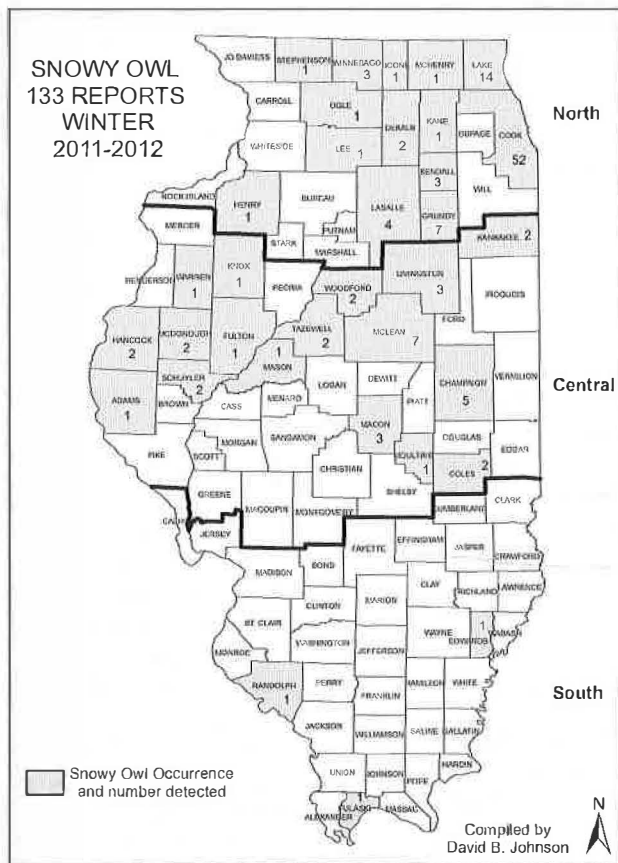 SNOWY OWL
133 REPORTS
WINTER
2011-2012
JO DAVIESS
STEPHENSON
1
WINNEBAGO
3
BOONE
1
MCHENRY
1
LAKE
14
North
CARROLL
OGLE
1
DEKALB
2
KANE
1
DUPAGE
COOK
52
WHITESIDE
LEE
1
KENDALL
3
WILL
ROCK ISLAND
HENRY
1
BUREAU
LASALLE
4
GRUNDY
7
PUTNAM
MERCER
STARK
MARSHALL
KANKAKEE 2
HENDERSON
WARREN
1
KNOX
1
PEORIA
WOODFORD
2
LIVINGSTON
3
IROQUOIS
FORD
HANCOCK
2
MCDONOUGH
2
FULTON
1
TAZEWELL
2
MCLEAN
7
MASON
1
SCHUYLER
2
ADAMS
1
BROWN
CASS
MENARD
LOGAN
DEWITT
PIATT
CHAMPAIGN
5
VERMILION
Central
PIKE
SCOTT
MORGAN
SANGAMON
MACON
3
MOULTRIE
1
DOUGLAS
COLES
2
EDGAR
CHRISTIAN
SHELBY
GREENE
MACOUPIN
MONTGOMERY
CUMBERLAND
CLARK
JERSEY
FAYETTE
EFFINGHAM
JASPER
CRAWFORD
MADISON
BOND
CLAY
RICHLAND
LAWRENCE
CLINTON
MARION
ST. CLAIR
WAYNE
EDWARDS
1
WABASH
MONROE
WASHINGTON
JEFFERSON
RANDOLPH
1
PERRY
FRANKLIN
HAMILTON
WHITE
South
JACKSON
WILLIAMSON
SALINE
GALLATIN
UNION
JOHNSON
POPE
HARDIN
ALEXANDER
PULASKI
1
MASSAC
Snowy Owl Occurrence
and number detected
Compiled by
David B. Johnson
N